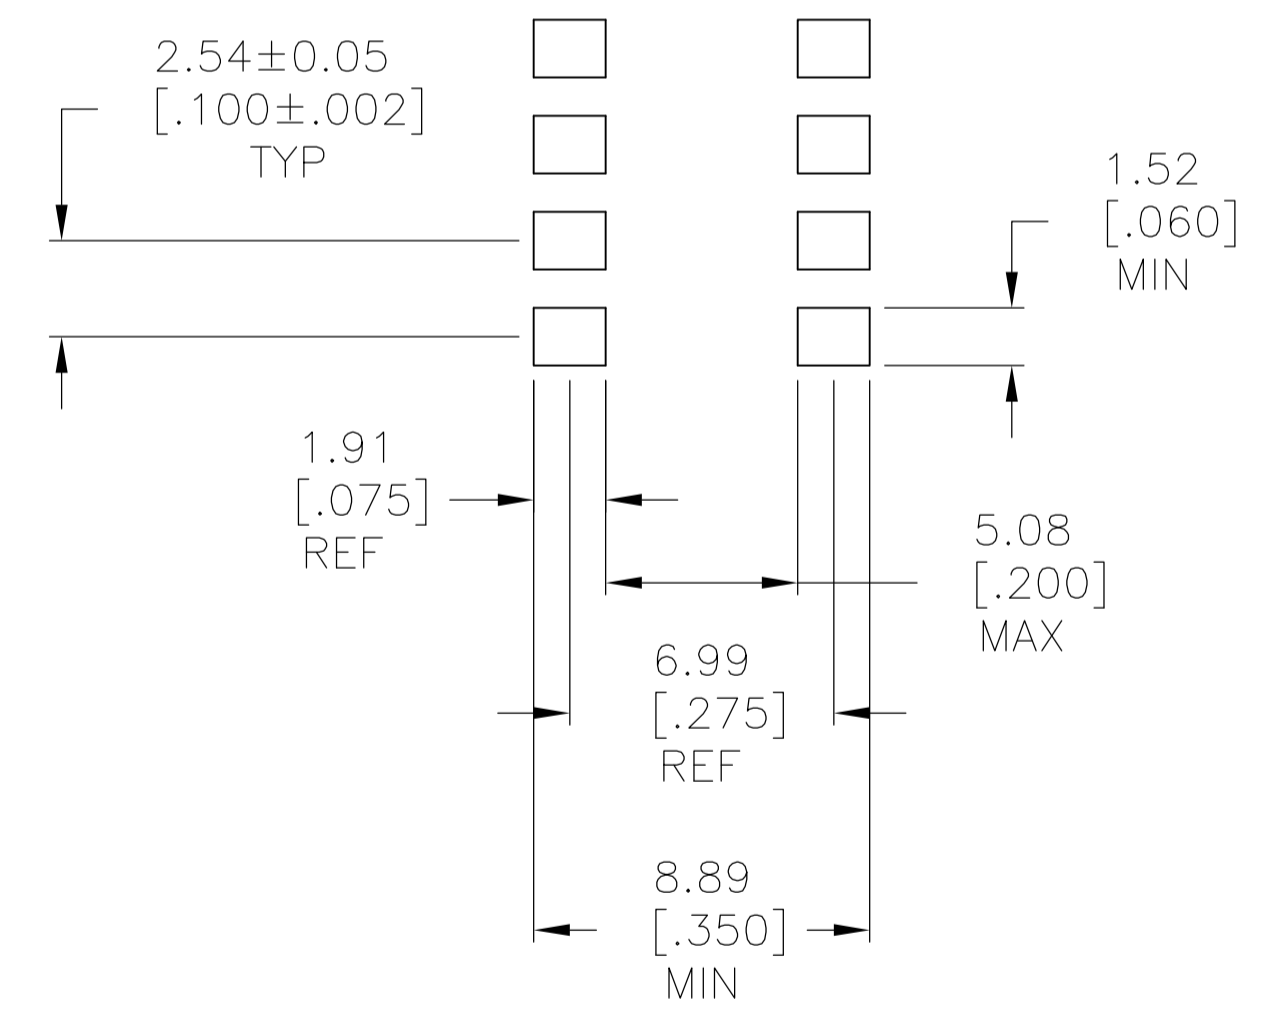 2.54±0.05
[.100±.002]
TYP
1.52
[.060]
MIN
1.91
[.075]
REF
5.08
[.200]
MAX
6.99
[.275]
REF
8.89
[.350]
MIN